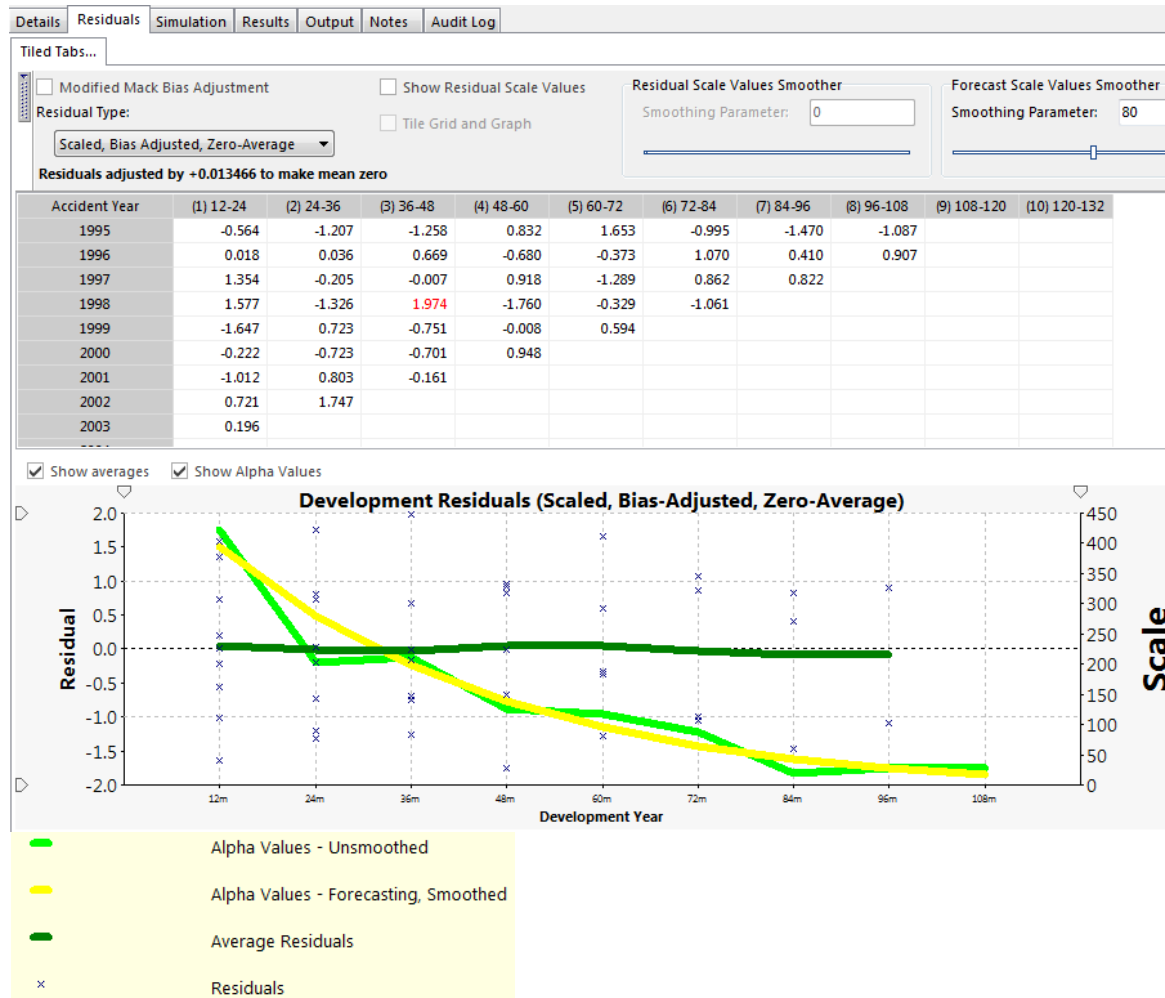 Details Residuals Simulation Results Output Notes Audit Log
Tiled Tabs...
Modified Mack Bias Adjustment Show Residual Scale Values Residual Scale Values Smoother Forecast Scale Values Smoother
Residual Type: Tile Grid and Graph Smoothing Parameter: 0 Smoothing Parameter: 80
Scaled, Bias Adjusted, Zero-Average
Residuals adjusted by +0.013466 to make mean zero
Accident Year (1) 12-24 (2) 24-36 (3) 36-48 (4) 48-60 (5) 60-72 (6) 72-84 (7) 84-96 (8) 96-108 (9) 108-120 (10) 120-132
1995 -0.564 -1.207 -1.258 0.832 1.653 -0.995 -1.470 -1.087
1996 0.018 0.036 0.669 -0.680 -0.373 1.070 0.410 0.907
1997 1.354 -0.205 -0.007 0.918 -1.289 0.862 0.822
1998 1.577 -1.326 1.974 -1.760 -0.329 -1.061
1999 -1.647 0.723 -0.751 -0.008 0.594
2000 -0.222 -0.723 -0.701 0.948
2001 -1.012 0.803 -0.161
2002 0.721 1.747
2003 0.196
Show averages Show Alpha Values
Development Residuals (Scaled, Bias-Adjusted, Zero-Average)
Residual
2.0
1.5
1.0
0.5
0.0
-0.5
-1.0
-1.5
-2.0
450
400
350
300
250
200
150
100
50
0
Scale
12m 24m 36m 48m 60m 72m 84m 96m 108m
Development Year
Alpha Values - Unsmoothed
Alpha Values - Forecasting, Smoothed
Average Residuals
Residuals